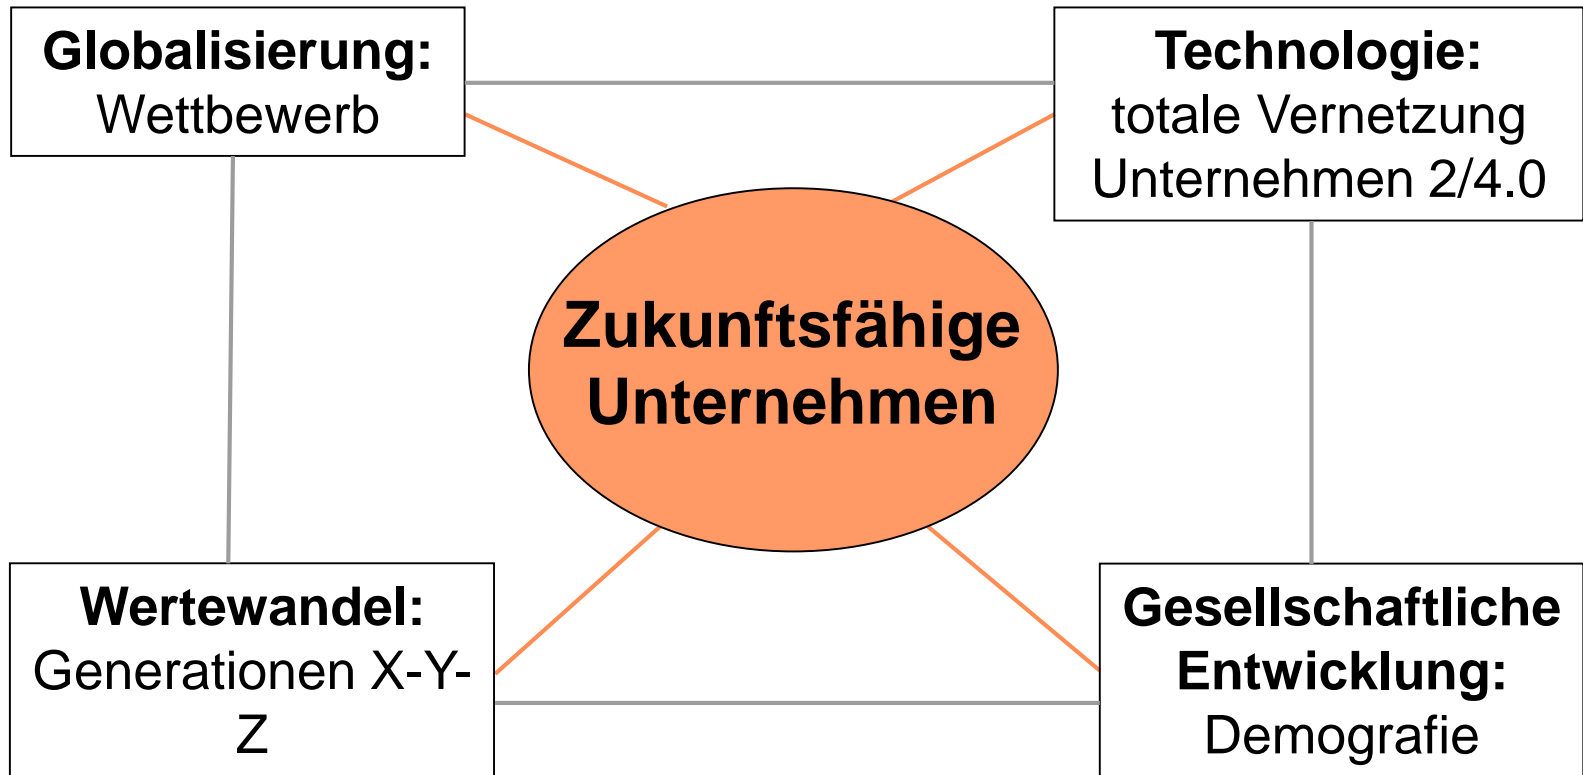 Globalisierung:
Wettbewerb
Technologie:
totale Vernetzung
Unternehmen 2/4.0
Zukunftsfähige
Unternehmen
Wertewandel:
Generationen X-Y-
Z
Gesellschaftliche
Entwicklung:
Demografie